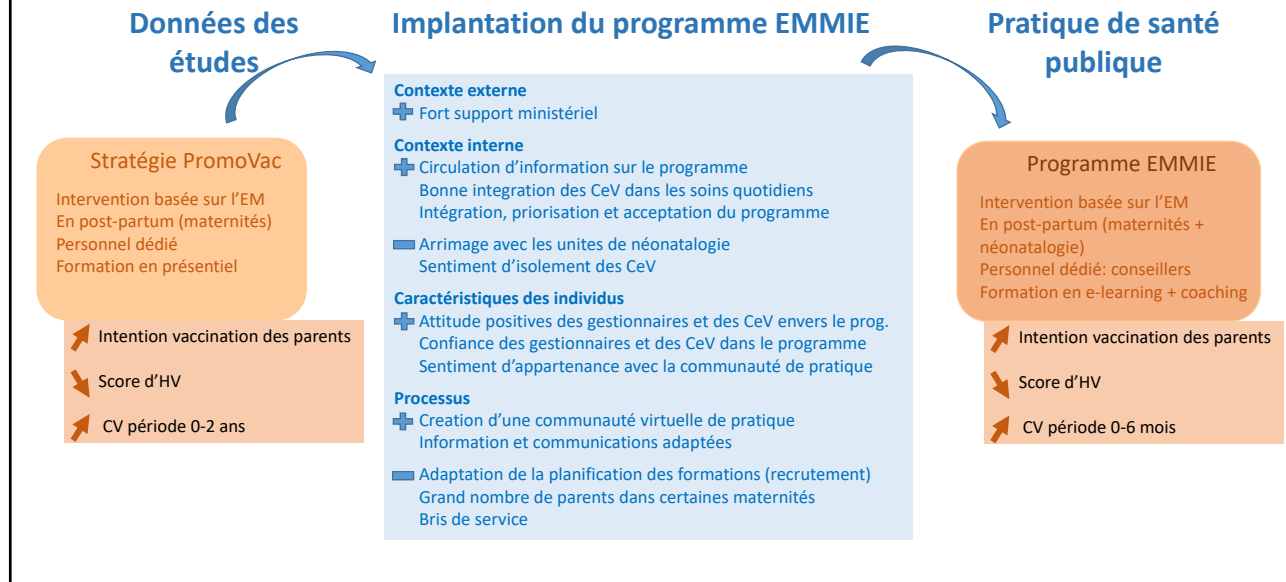 Données des
études
Implantation du programme EMMIE
Pratique de santé
publique
Stratégie PromoVac
Intervention basée sur l'EM
En post-partum (maternités)
Personnel dédié
Formation en présentiel
Intention vaccination des parents
Score d'HV
CV période 0-2 ans
Contexte externe
Fort support ministériel
Contexte interne
Circulation d'information sur le programme
Bonne integration des CeV dans les soins quotidiens
Intégration, priorisation et acceptation du programme
Arrimage avec les unites de néonatalogie
Sentiment d'isolement des CeV
Caractéristiques des individus
Attitude positives des gestionnaires et des CeV envers le prog.
Confiance des gestionnaires et des CeV dans le programme
Sentiment d'appartenance avec la communauté de pratique
Processus
Creation d'une communauté virtuelle de pratique
Information et communications adaptées
Adaptation de la planification des formations (recrutement)
Grand nombre de parents dans certaines maternités
Bris de service
Programme EMMIE
Intervention basée sur l'EM
En post-partum (maternités +
néonatalogie)
Personnel dédié: conseillers
Formation en e-learning + coaching
Intention vaccination des parents
Score d'HV
CV période 0-6 mois